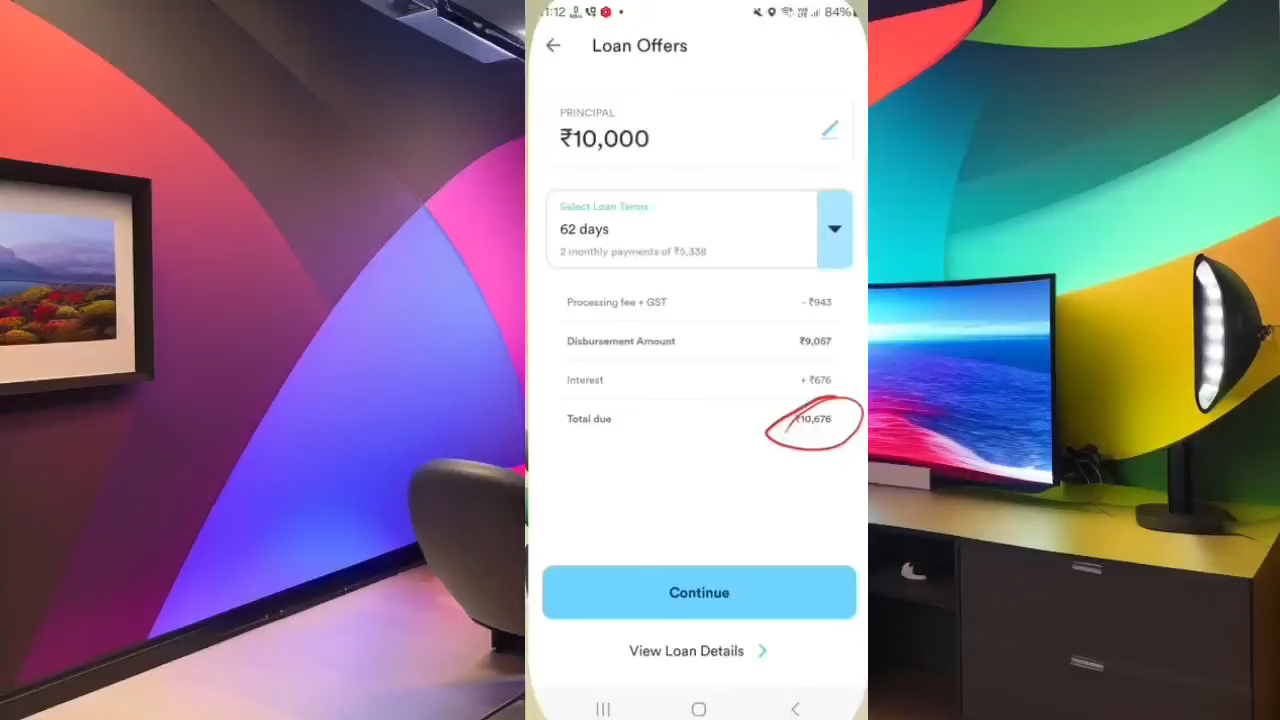 11:12
84%
Loan Offers
PRINCIPAL
₹10,000
Select Loan Terms
62 days
2 monthly payments of ₹5,338
Processing fee + GST - ₹943
Disbursement Amount ₹9,057
Interest + ₹676
Total due ₹10,676
Continue
View Loan Details